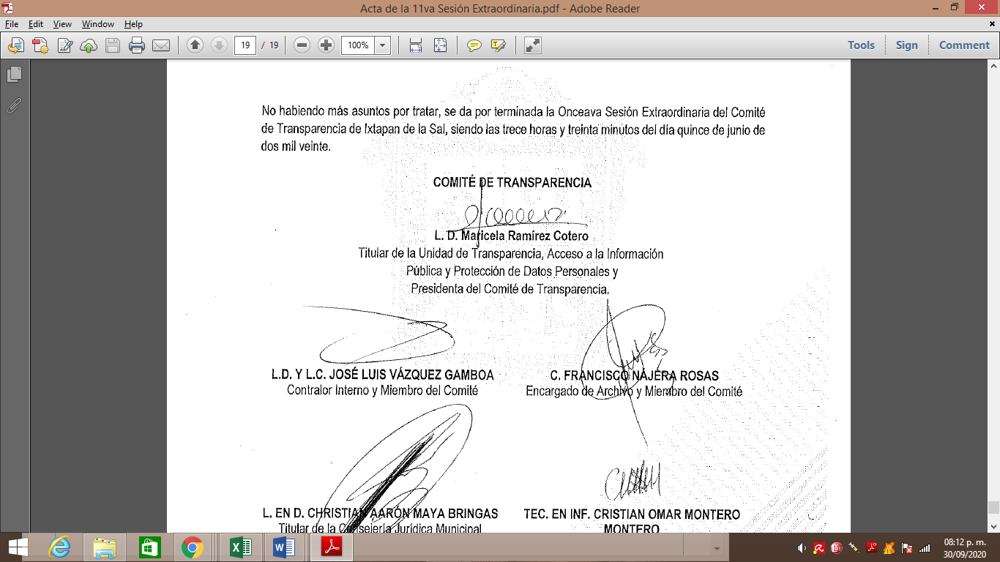 Acta de la 11va Sesión Extraordinaria.pdf - Adobe Reader
File Edit View Window Help
19 / 19
100%
Tools Sign Comment
No habiendo más asuntos por tratar, se da por terminada la Onceava Sesión Extraordinaria del Comité
de Transparencia de Ixtapan de la Sal, siendo las trece horas y treinta minutos del día quince de junio de
dos mil veinte.
COMITÉ DE TRANSPARENCIA
L. D. Maricela Ramírez Cotero
Titular de la Unidad de Transparencia, Acceso a la Información
Pública y Protección de Datos Personales y
Presidenta del Comité de Transparencia.
L.D. Y L.C. JOSÉ LUIS VÁZQUEZ GAMBOA
Contralor Interno y Miembro del Comité
C. FRANCISCO NÁJERA ROSAS
Encargado de Archivo y Miembro del Comité
L. EN D. CHRISTIAN AARÓN MAYA BRINGAS
Titular de la Consejería Jurídica Municipal
TEC. EN INF. CRISTIAN OMAR MONTERO
MONTERO
08:12 p. m.
30/09/2020